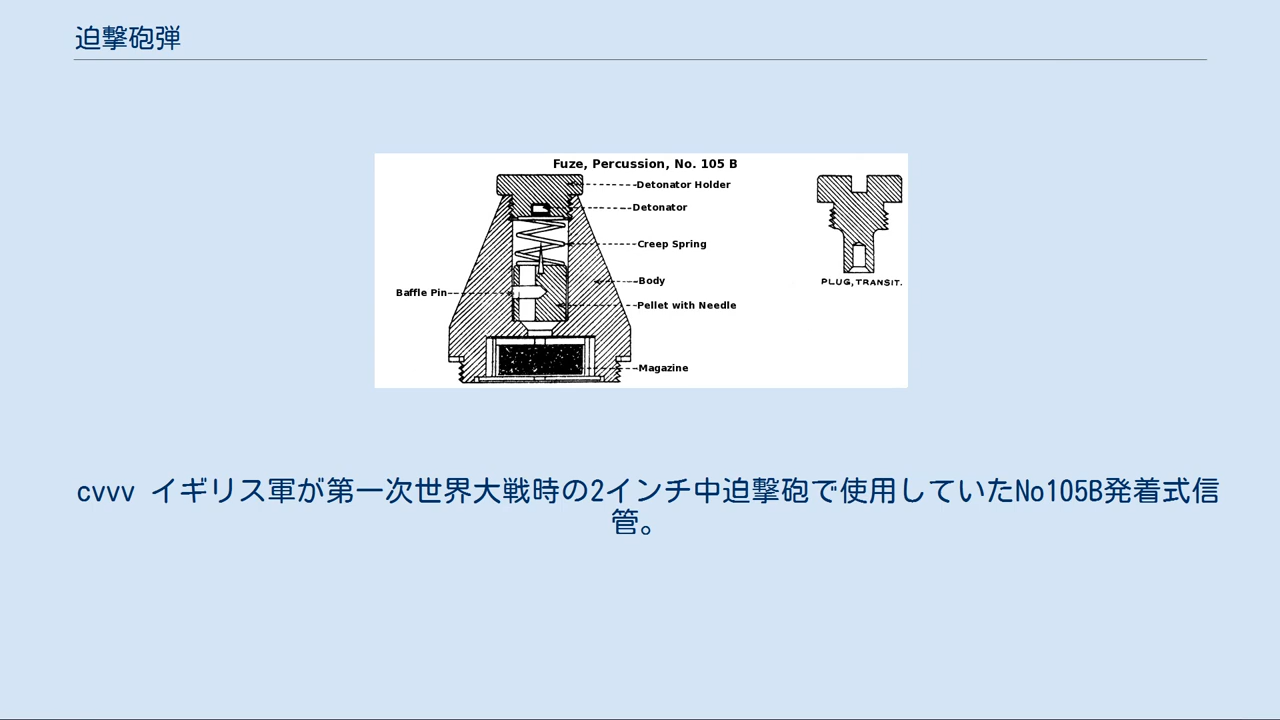 迫撃砲弾
Fuze, Percussion, No. 105 B
Detonator Holder
Detonator
Creep Spring
Body
Baffle Pin
Pellet with Needle
Magazine
PLUG, TRANSIT.
cvvv イギリス軍が第一次世界大戦時の2インチ中迫撃砲で使用していたNo105B発着式信
管。